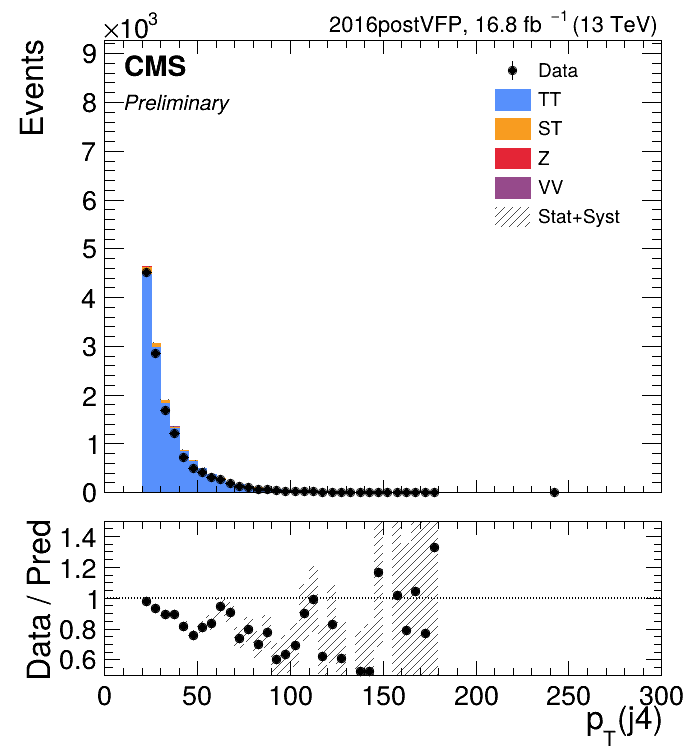 ×10³
2016postVFP, 16.8 fb ⁻¹ (13 TeV)
Events
CMS
Preliminary
Data
TT
ST
Z
VV
Stat+Syst
9
8
7
6
5
4
3
2
1
0
Data / Pred
1.4
1.2
1
0.8
0.6
0 50 100 150 200 250 300
p_T(j4)